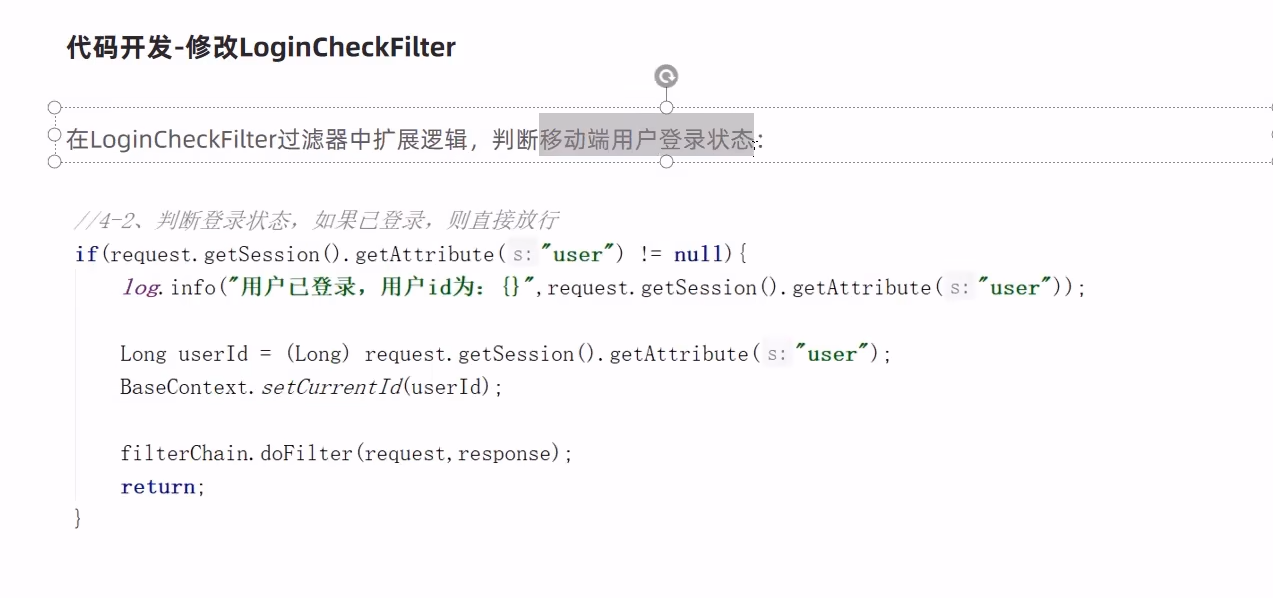 代码开发-修改LoginCheckFilter
在LoginCheckFilter过滤器中扩展逻辑，判断移动端用户登录状态：
//4-2、判断登录状态，如果已登录，则直接放行
if(request.getSession().getAttribute( s: "user") != null){
log.info("用户已登录，用户id为：{}",request.getSession().getAttribute( s: "user"));
Long userId = (Long) request.getSession().getAttribute( s: "user");
BaseContext.setCurrentId(userId);
filterChain.doFilter(request,response);
return;
}